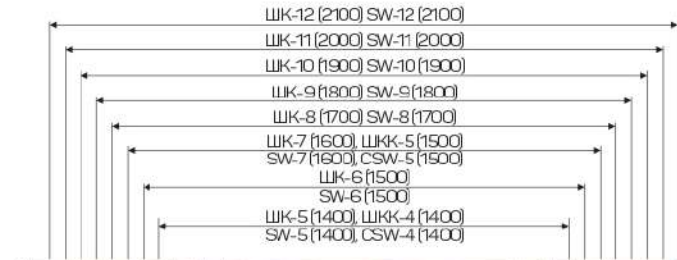 ШК-12 (2100) SW-12 (2100)
ШК-11 (2000) SW-11 (2000)
ШК-10 (1900) SW-10 (1900)
ШК-9 (1800) SW-9 (1800)
ШК-8 (1700) SW-8 (1700)
ШК-7 (1600), ШКК-5 (1500)
SW-7 (1600), CSW-5 (1500)
ШК-6 (1500)
SW-6 (1500)
ШК-5 (1400), ШКК-4 (1400)
SW-5 (1400), CSW-4 (1400)